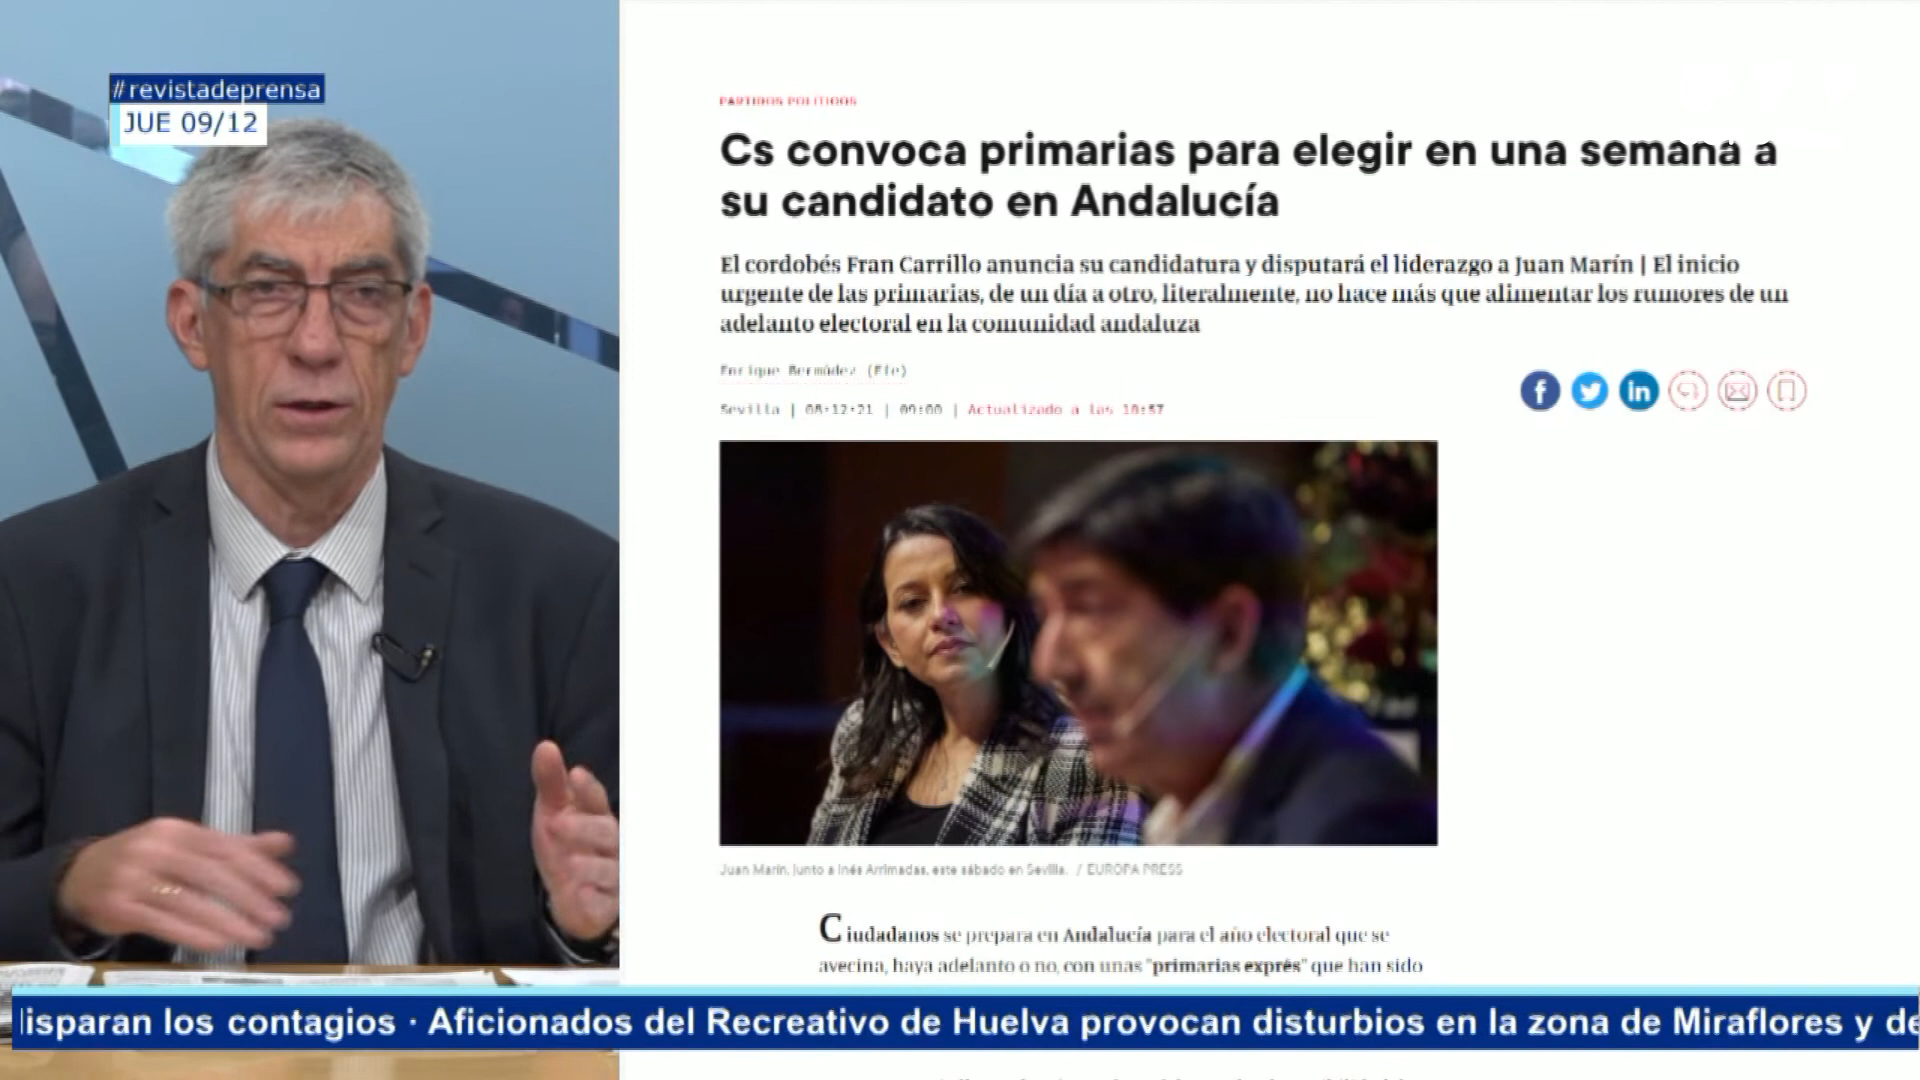 #revistadeprensa
JUE 09/12
PARTIDOS POLÍTICOS
Cs convoca primarias para elegir en una semana a
su candidato en Andalucía
El cordobés Fran Carrillo anuncia su candidatura y disputará el liderazgo a Juan Marín | El inicio
urgente de las primarias, de un día a otro, literalmente, no hace más que alimentar los rumores de un
adelanto electoral en la comunidad andaluza
Enrique Bermúdez (Efe)
Sevilla | 08·12·21 | 09:00 | Actualizado a las 18:57
Juan Marín, junto a Inés Arrimadas, este sábado en Sevilla. / EUROPA PRESS
Ciudadanos se prepara en Andalucía para el año electoral que se
avecina, haya adelanto o no, con unas "primarias exprés" que han sido
isparan los contagios · Aficionados del Recreativo de Huelva provocan disturbios en la zona de Miraflores y de